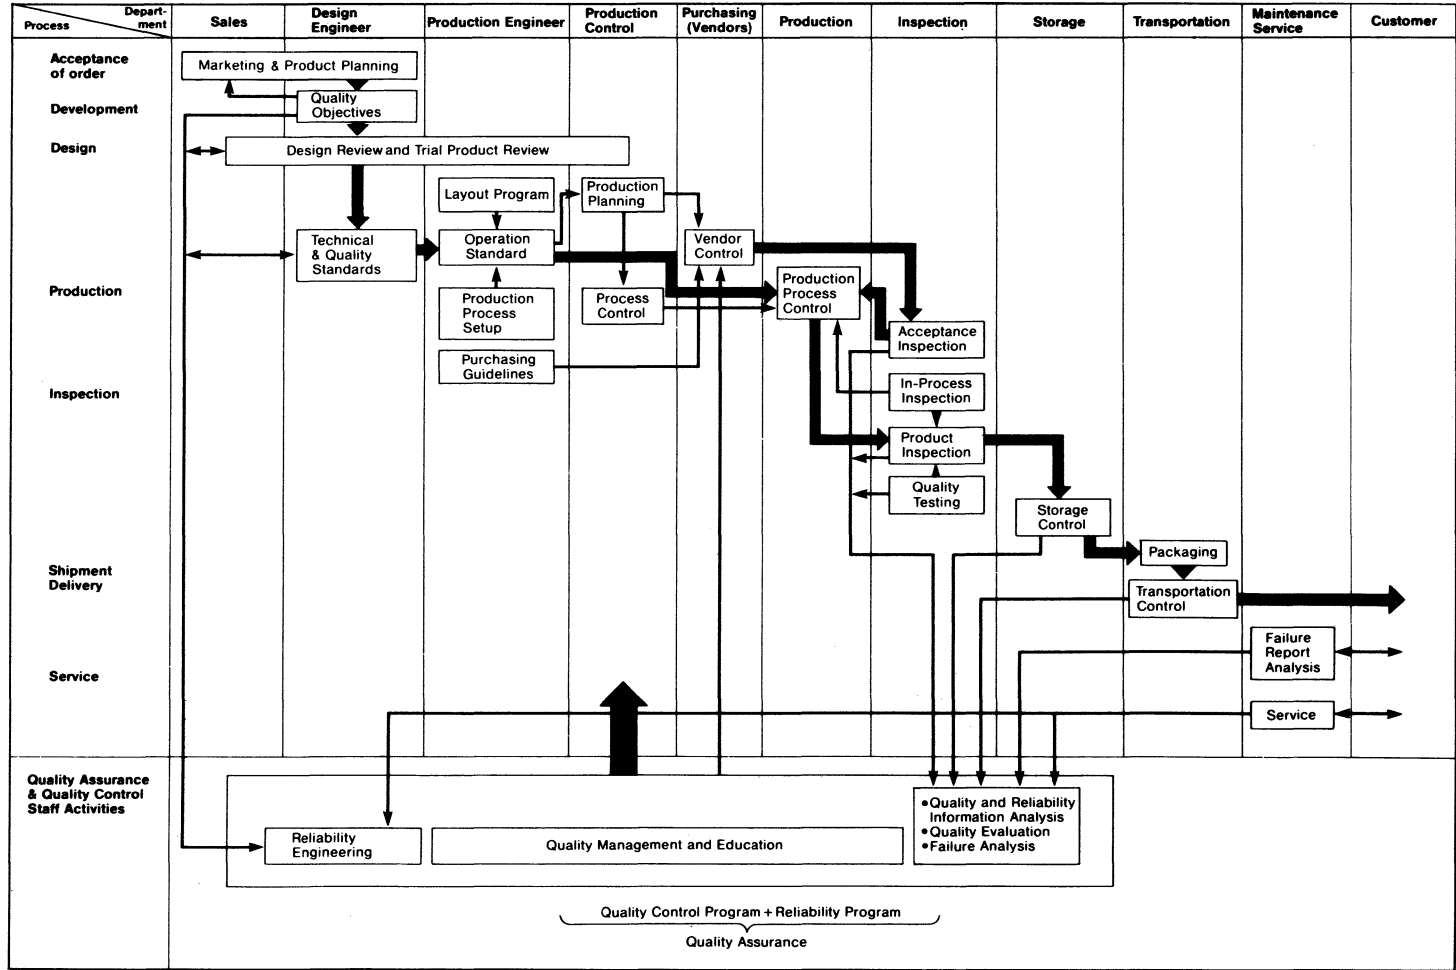 Depart-
ment
Process
Sales
Design
Engineer
Production Engineer
Production
Control
Purchasing
(Vendors)
Production
Inspection
Storage
Transportation
Maintenance
Service
Customer
Acceptance
of order
Marketing & Product Planning
Development
Quality
Objectives
Design
Design Review and Trial Product Review
Layout Program
Production
Planning
Technical
& Quality
Standards
Operation
Standard
Vendor
Control
Production
Production
Process
Setup
Process
Control
Production
Process
Control
Acceptance
Inspection
Purchasing
Guidelines
Inspection
In-Process
Inspection
Product
Inspection
Quality
Testing
Storage
Control
Packaging
Shipment
Delivery
Transportation
Control
Failure
Report
Analysis
Service
Service
Quality Assurance
& Quality Control
Staff Activities
Reliability
Engineering
Quality Management and Education
•Quality and Reliability
Information Analysis
•Quality Evaluation
•Failure Analysis
Quality Control Program + Reliability Program
Quality Assurance